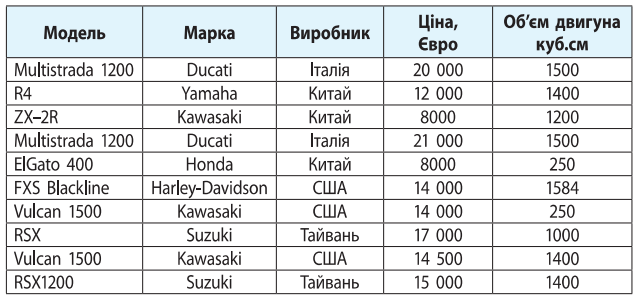 Модель Марка Виробник Ціна, Євро Об'єм двигуна куб.см
Multistrada 1200 Ducati Італія 20 000 1500
R4 Yamaha Китай 12 000 1400
ZX–2R Kawasaki Китай 8000 1200
Multistrada 1200 Ducati Італія 21 000 1500
ElGato 400 Honda Китай 8000 250
FXS Blackline Harley-Davidson США 14 000 1584
Vulcan 1500 Kawasaki США 14 000 250
RSX Suzuki Тайвань 17 000 1000
Vulcan 1500 Kawasaki США 14 500 1400
RSX1200 Suzuki Тайвань 15 000 1400